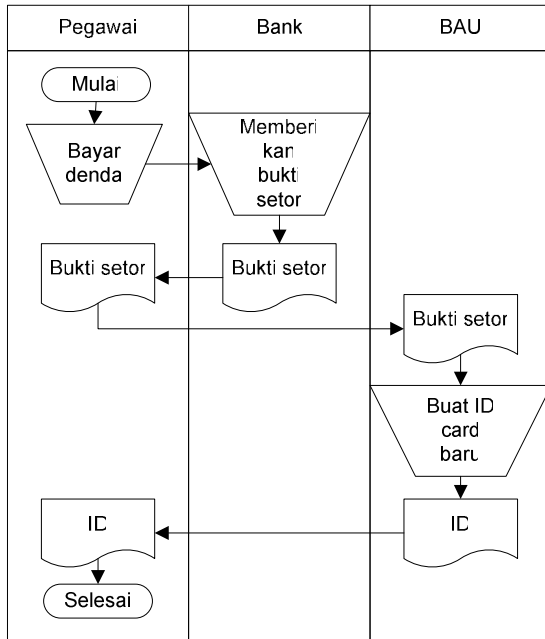 Pegawai
Bank
BAU
Mulai
Bayar
denda
Memberi
kan
bukti
setor
Bukti setor
Bukti setor
Bukti setor
Buat ID
card
baru
ID
ID
Selesai